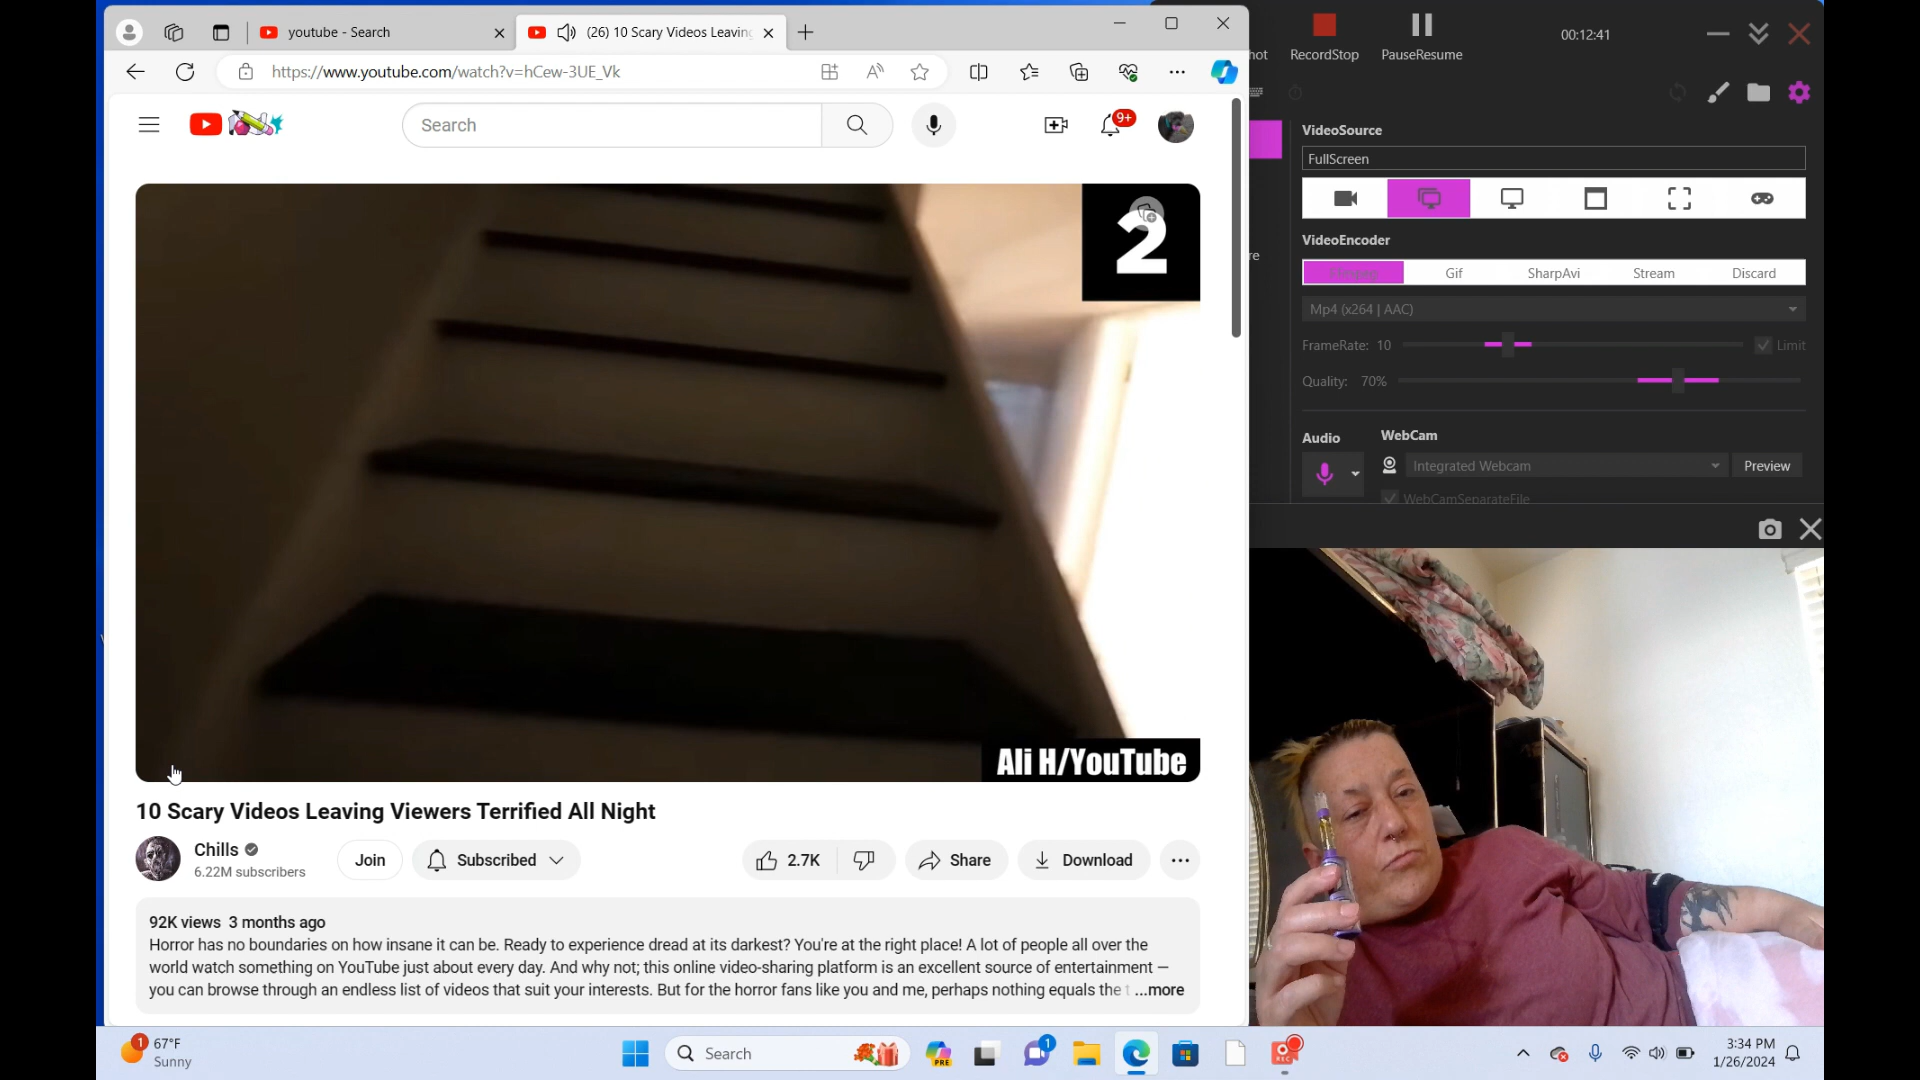 youtube - Search
(26) 10 Scary Videos Leaving
https://www.youtube.com/watch?v=hCew-3UE_Vk
Search
9+
2
Ali H/YouTube
10 Scary Videos Leaving Viewers Terrified All Night
Chills
6.22M subscribers
Join
Subscribed
2.7K
Share
Download
92K views 3 months ago
Horror has no boundaries on how insane it can be. Ready to experience dread at its darkest? You're at the right place! A lot of people all over the
world watch something on YouTube just about every day. And why not; this online video-sharing platform is an excellent source of entertainment —
you can browse through an endless list of videos that suit your interests. But for the horror fans like you and me, perhaps nothing equals the t ...more
hot
RecordStop
PauseResume
00:12:41
re
VideoSource
FullScreen
VideoEncoder
Gif
SharpAvi
Stream
Discard
Mp4 (x264 | AAC)
FrameRate: 10
Limit
Quality: 70%
Audio
WebCam
Integrated Webcam
Preview
WebCamSeparateFile
1
67°F
Sunny
Search
PRE
1
REC
3:34 PM
1/26/2024